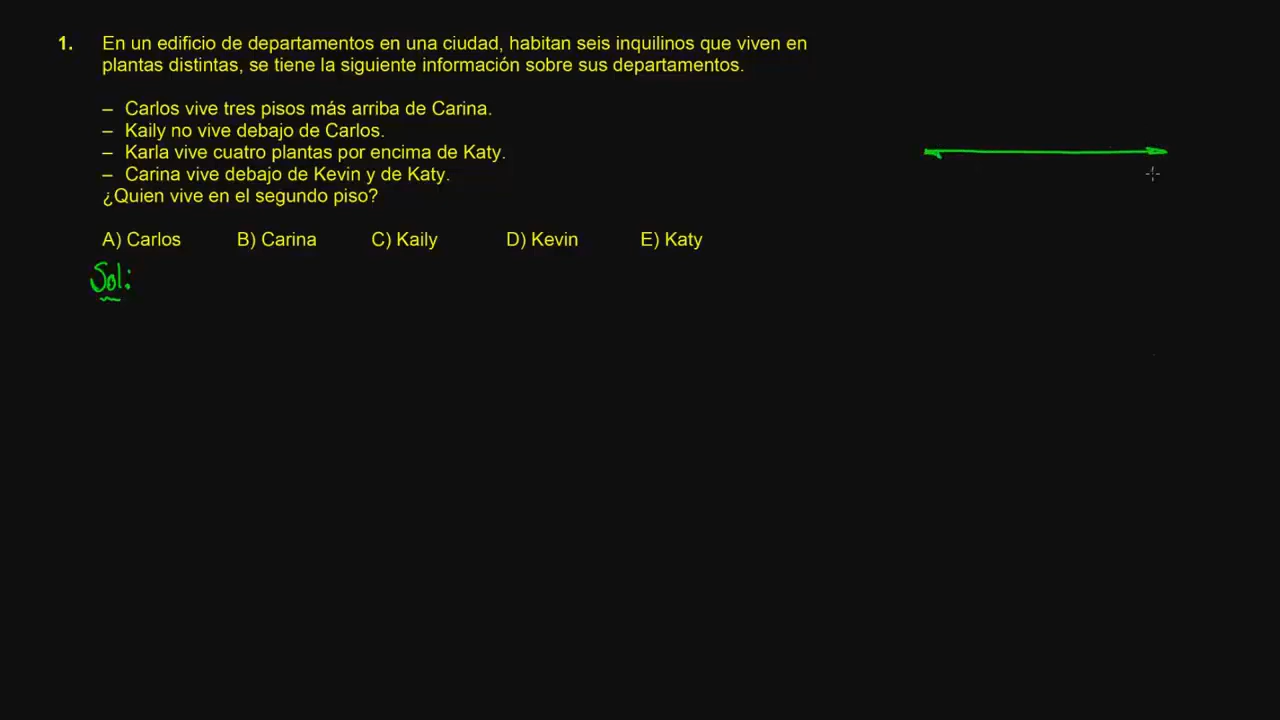 1. En un edificio de departamentos en una ciudad, habitan seis inquilinos que viven en
plantas distintas, se tiene la siguiente información sobre sus departamentos.
– Carlos vive tres pisos más arriba de Carina.
– Kaily no vive debajo de Carlos.
– Karla vive cuatro plantas por encima de Katy.
– Carina vive debajo de Kevin y de Katy.
¿Quien vive en el segundo piso?
A) Carlos B) Carina C) Kaily D) Kevin E) Katy
Sol: